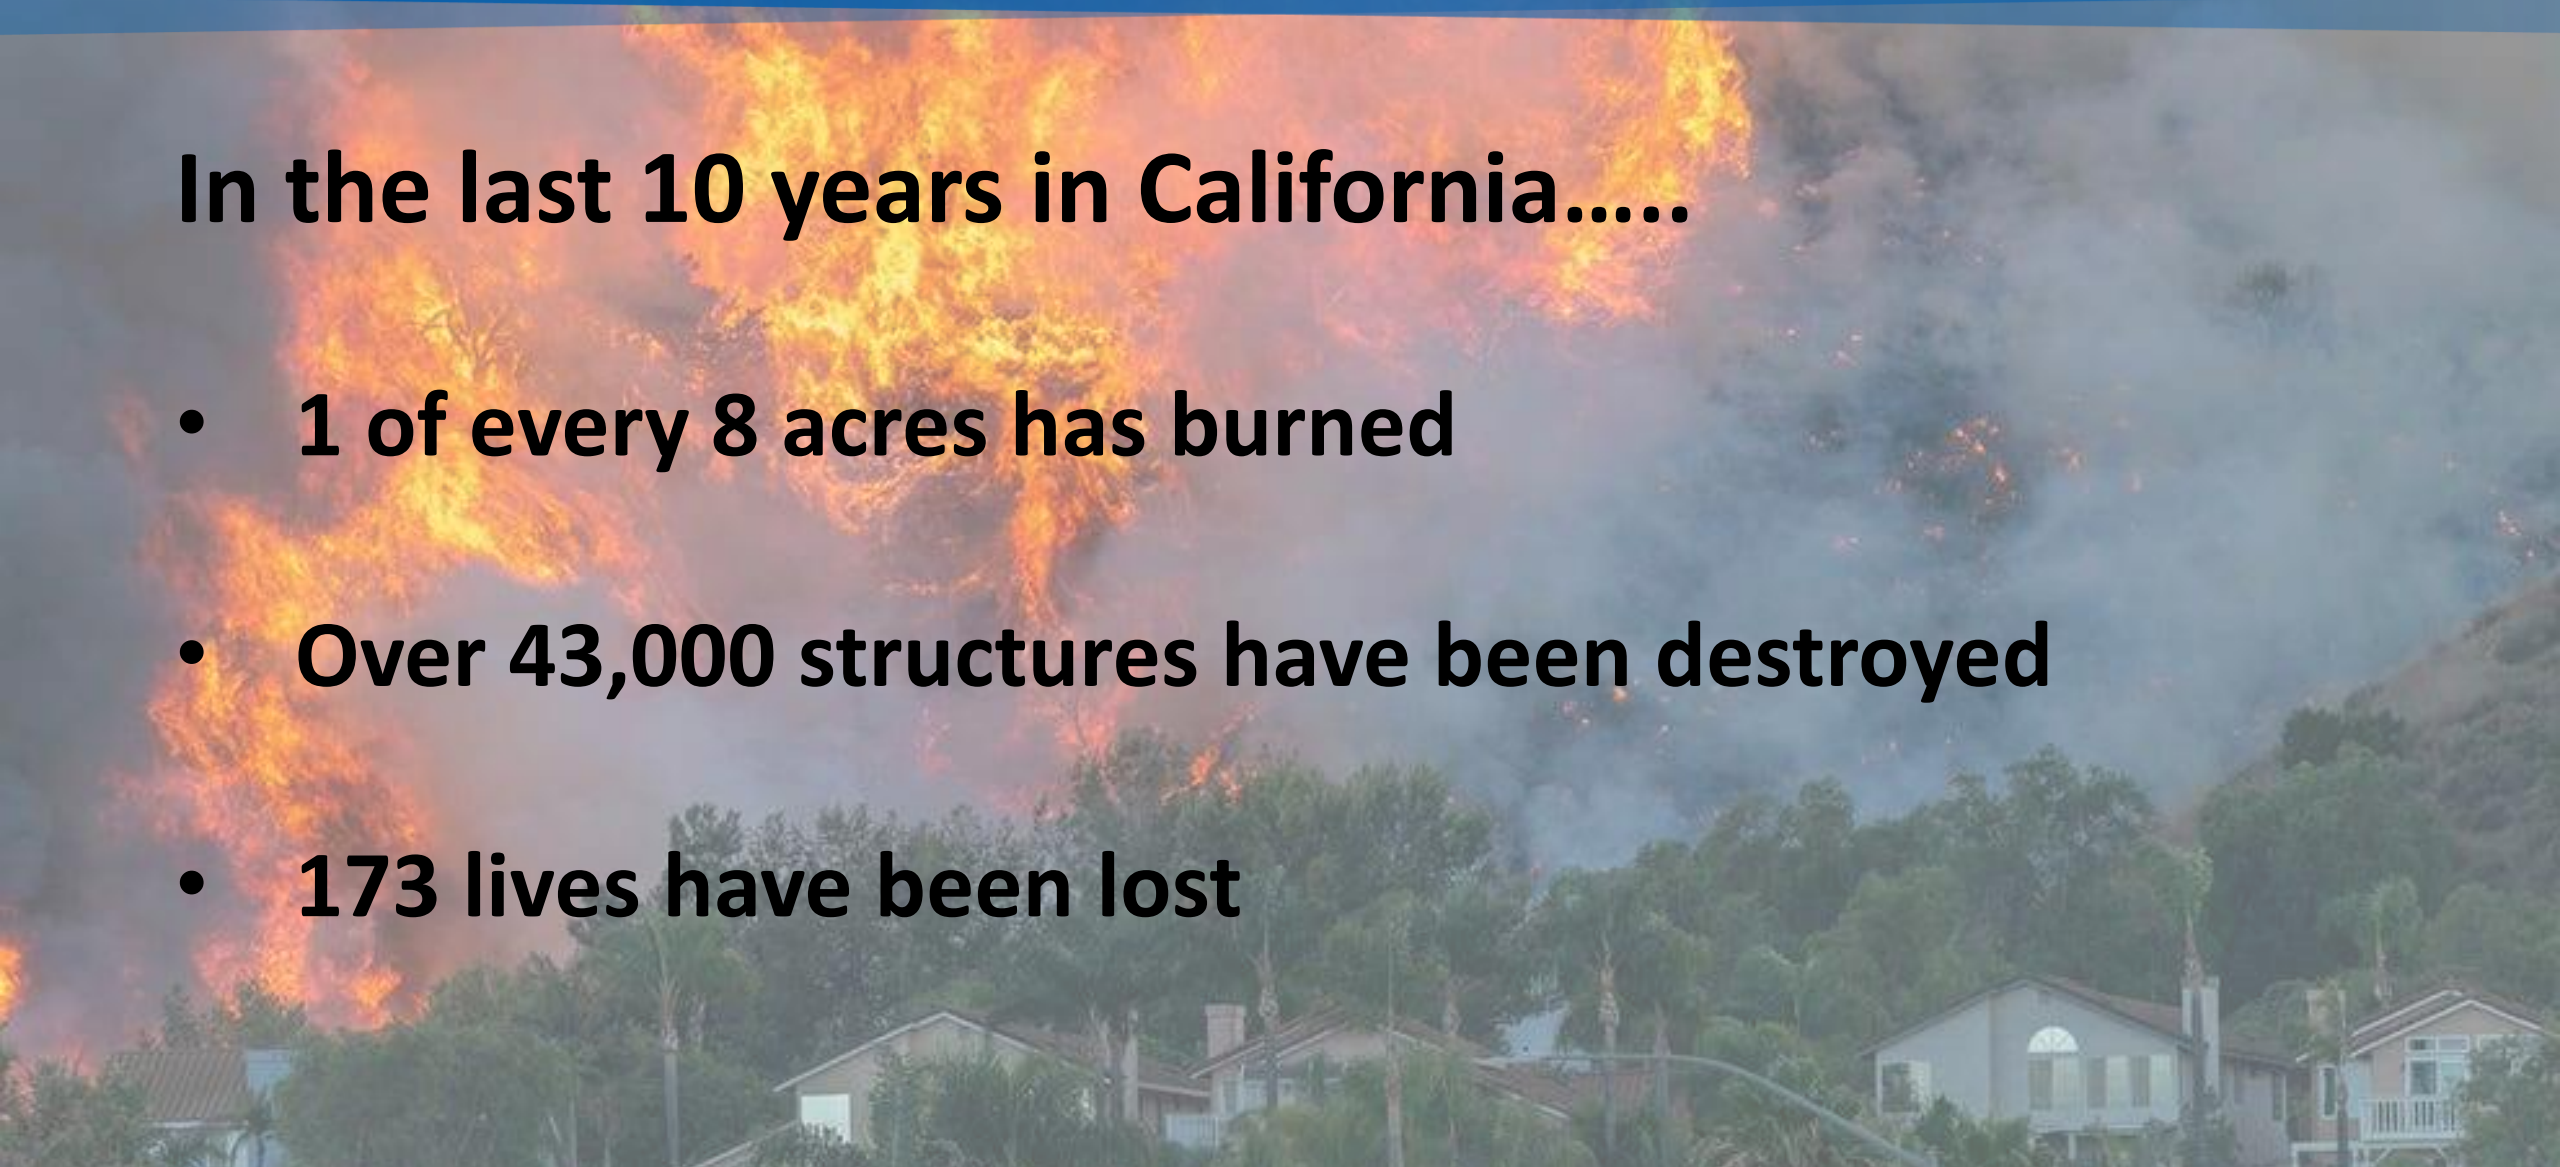 In the last 10 years in California.....
• 1 of every 8 acres has burned
• Over 43,000 structures have been destroyed
• 173 lives have been lost